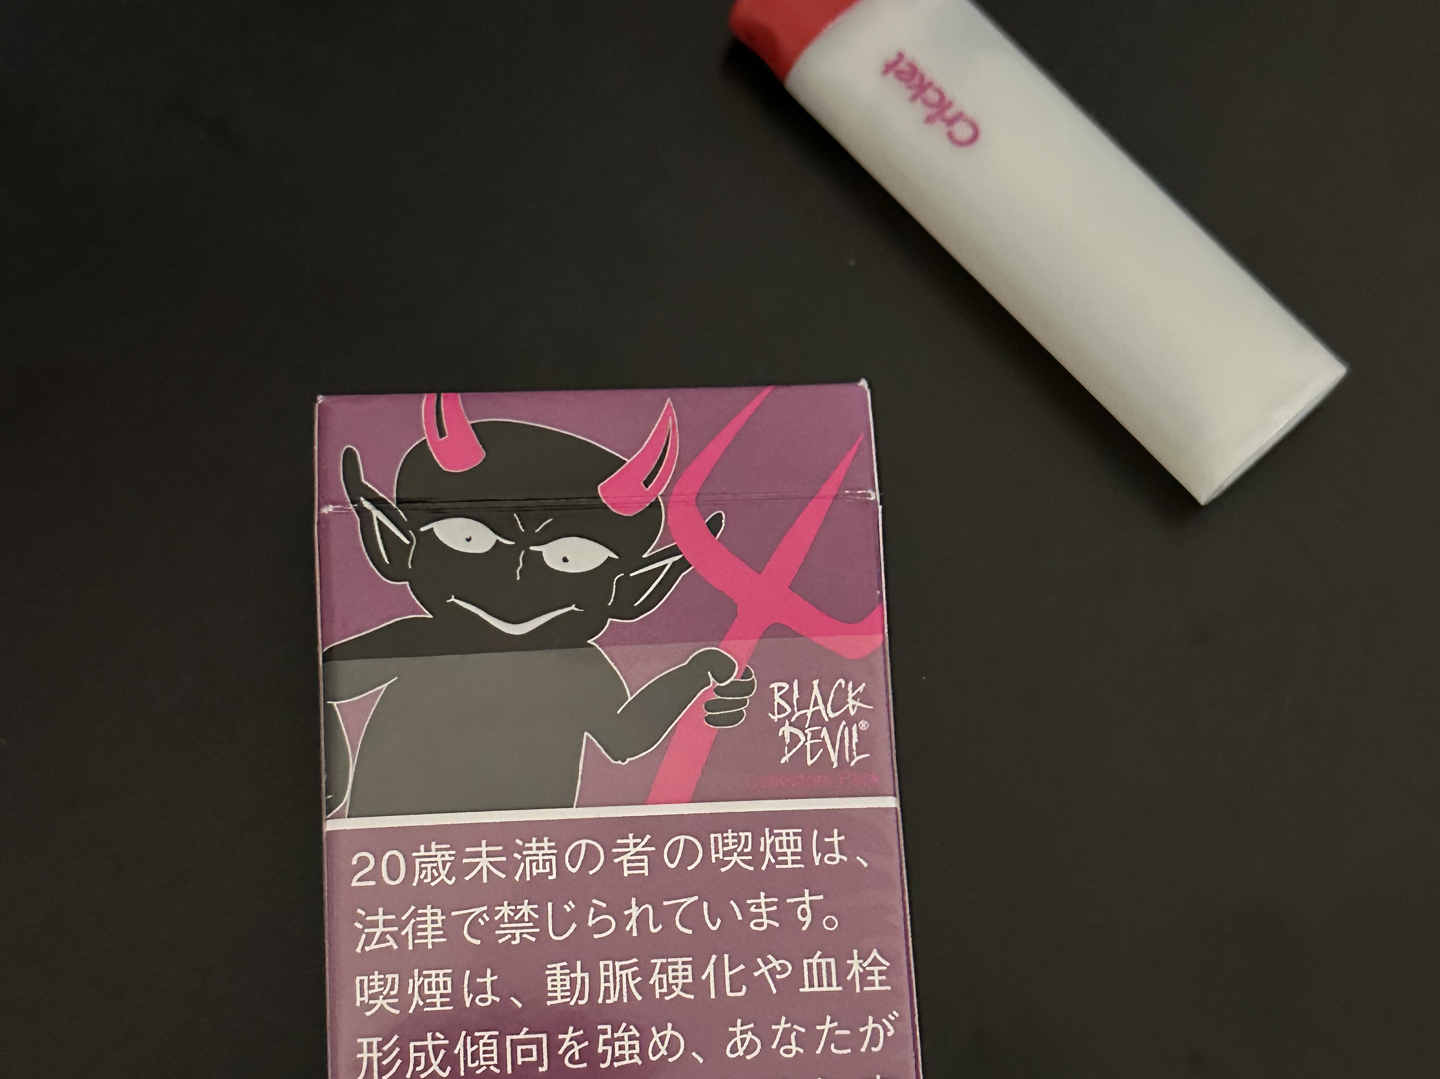 Cricket
BLACK
DEVIL®
Collectors Pack
20歳未満の者の喫煙は、
法律で禁じられています。
喫煙は、動脈硬化や血栓
形成傾向を強め、あなたが